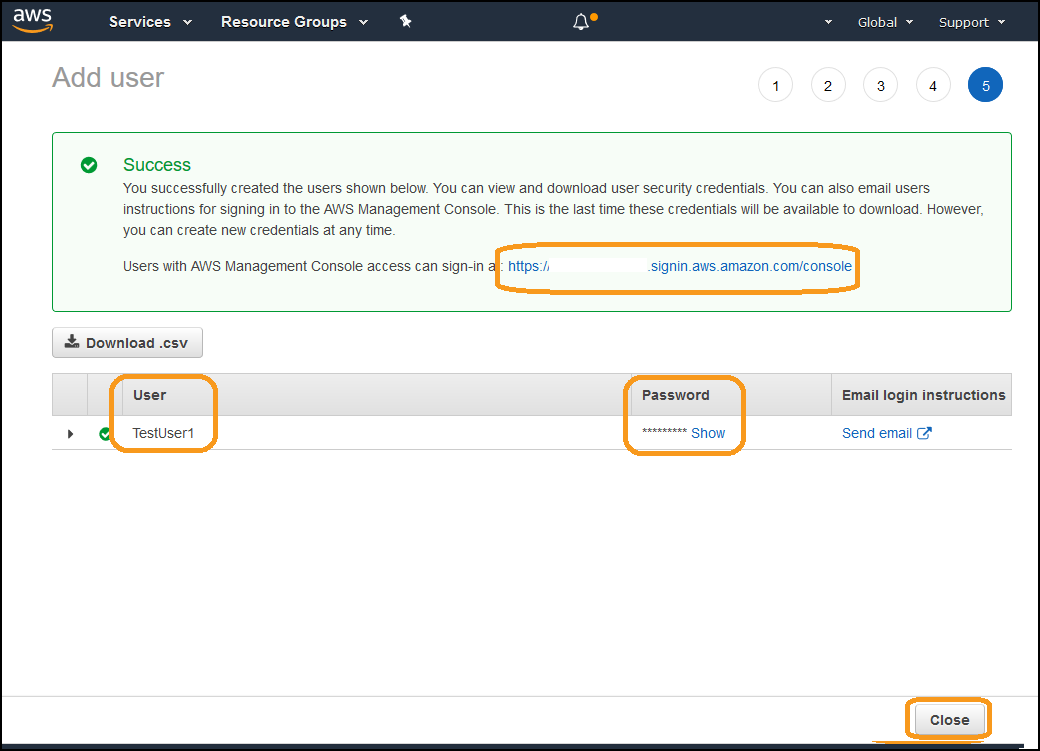 aws Services Resource Groups Global Support
Add user
1 2 3 4 5
Success
You successfully created the users shown below. You can view and download user security credentials. You can also email users
instructions for signing in to the AWS Management Console. This is the last time these credentials will be available to download. However,
you can create new credentials at any time.
Users with AWS Management Console access can sign-in at: https:// .signin.aws.amazon.com/console
Download .csv
User Password Email login instructions
TestUser1 ********* Show Send email
Close